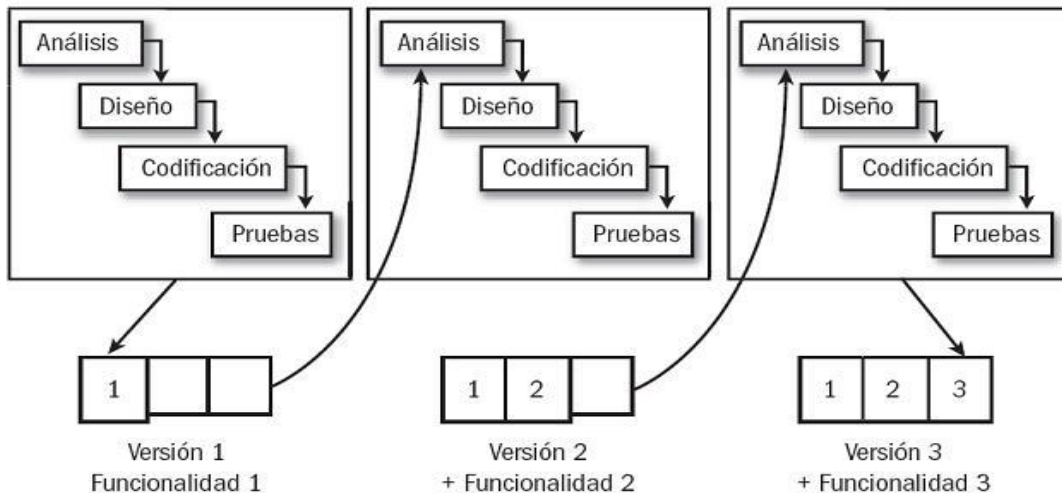 Análisis
Diseño
Codificación
Pruebas
Análisis
Diseño
Codificación
Pruebas
Análisis
Diseño
Codificación
Pruebas
1
1 2
1 2 3
Versión 1
Funcionalidad 1
Versión 2
+ Funcionalidad 2
Versión 3
+ Funcionalidad 3